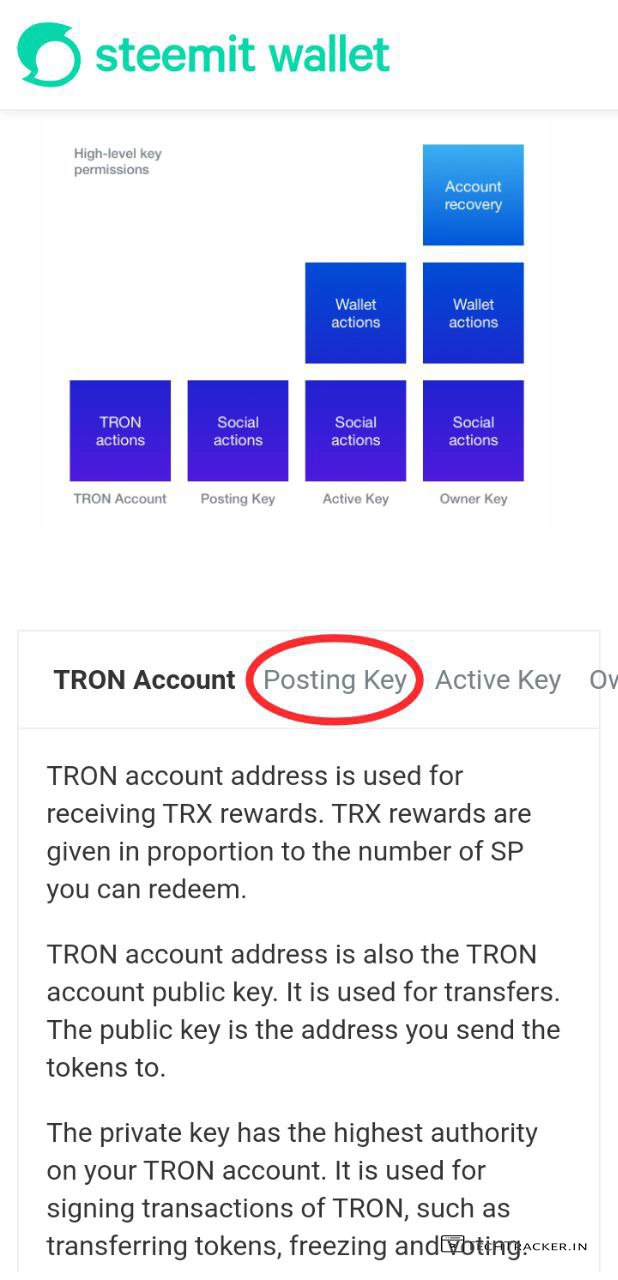 steemit wallet
High-level key
permissions
Account
recovery
Wallet
actions
Wallet
actions
TRON
actions
Social
actions
Social
actions
Social
actions
TRON Account Posting Key Active Key Owner Key
TRON Account Posting Key Active Key Ow
TRON account address is used for
receiving TRX rewards. TRX rewards are
given in proportion to the number of SP
you can redeem.
TRON account address is also the TRON
account public key. It is used for transfers.
The public key is the address you send the
tokens to.
The private key has the highest authority
on your TRON account. It is used for
signing transactions of TRON, such as
transferring tokens, freezing and voting.
TECHTRACKER.IN